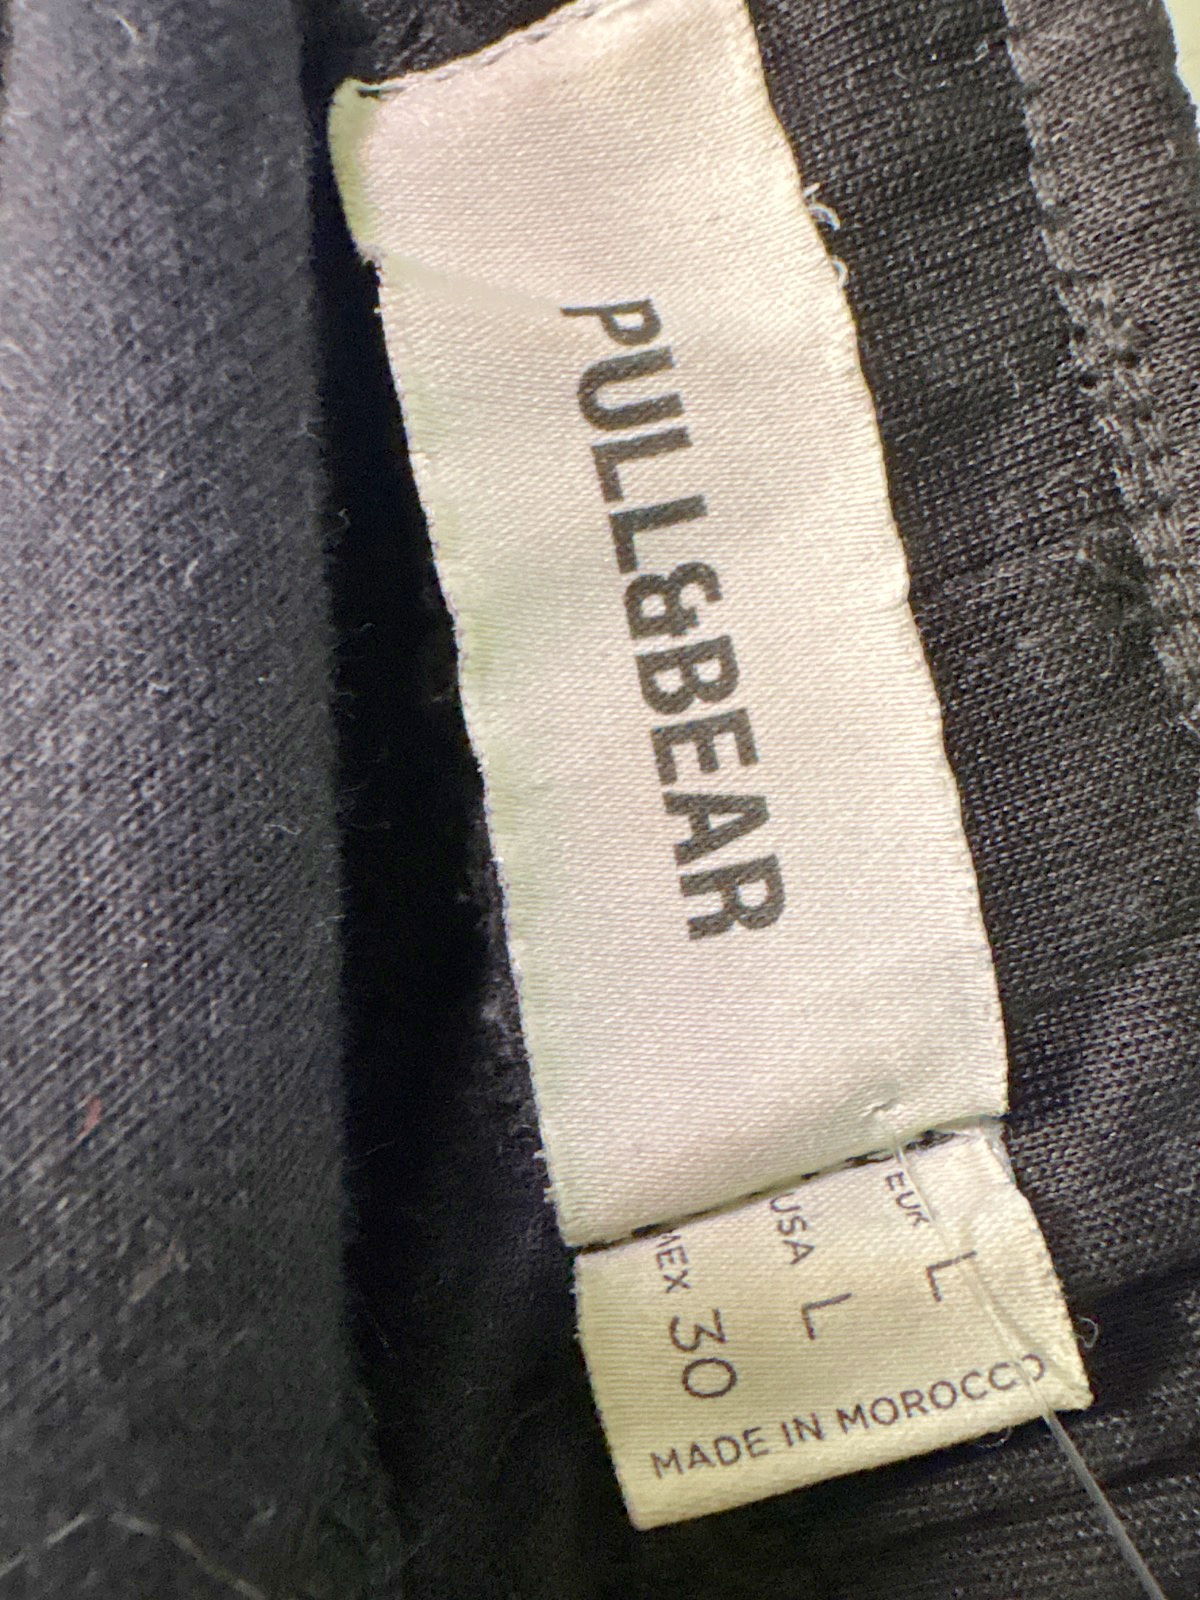 PULL&BEAR
EUR L
USA L
MEX 30
MADE IN MOROCCO